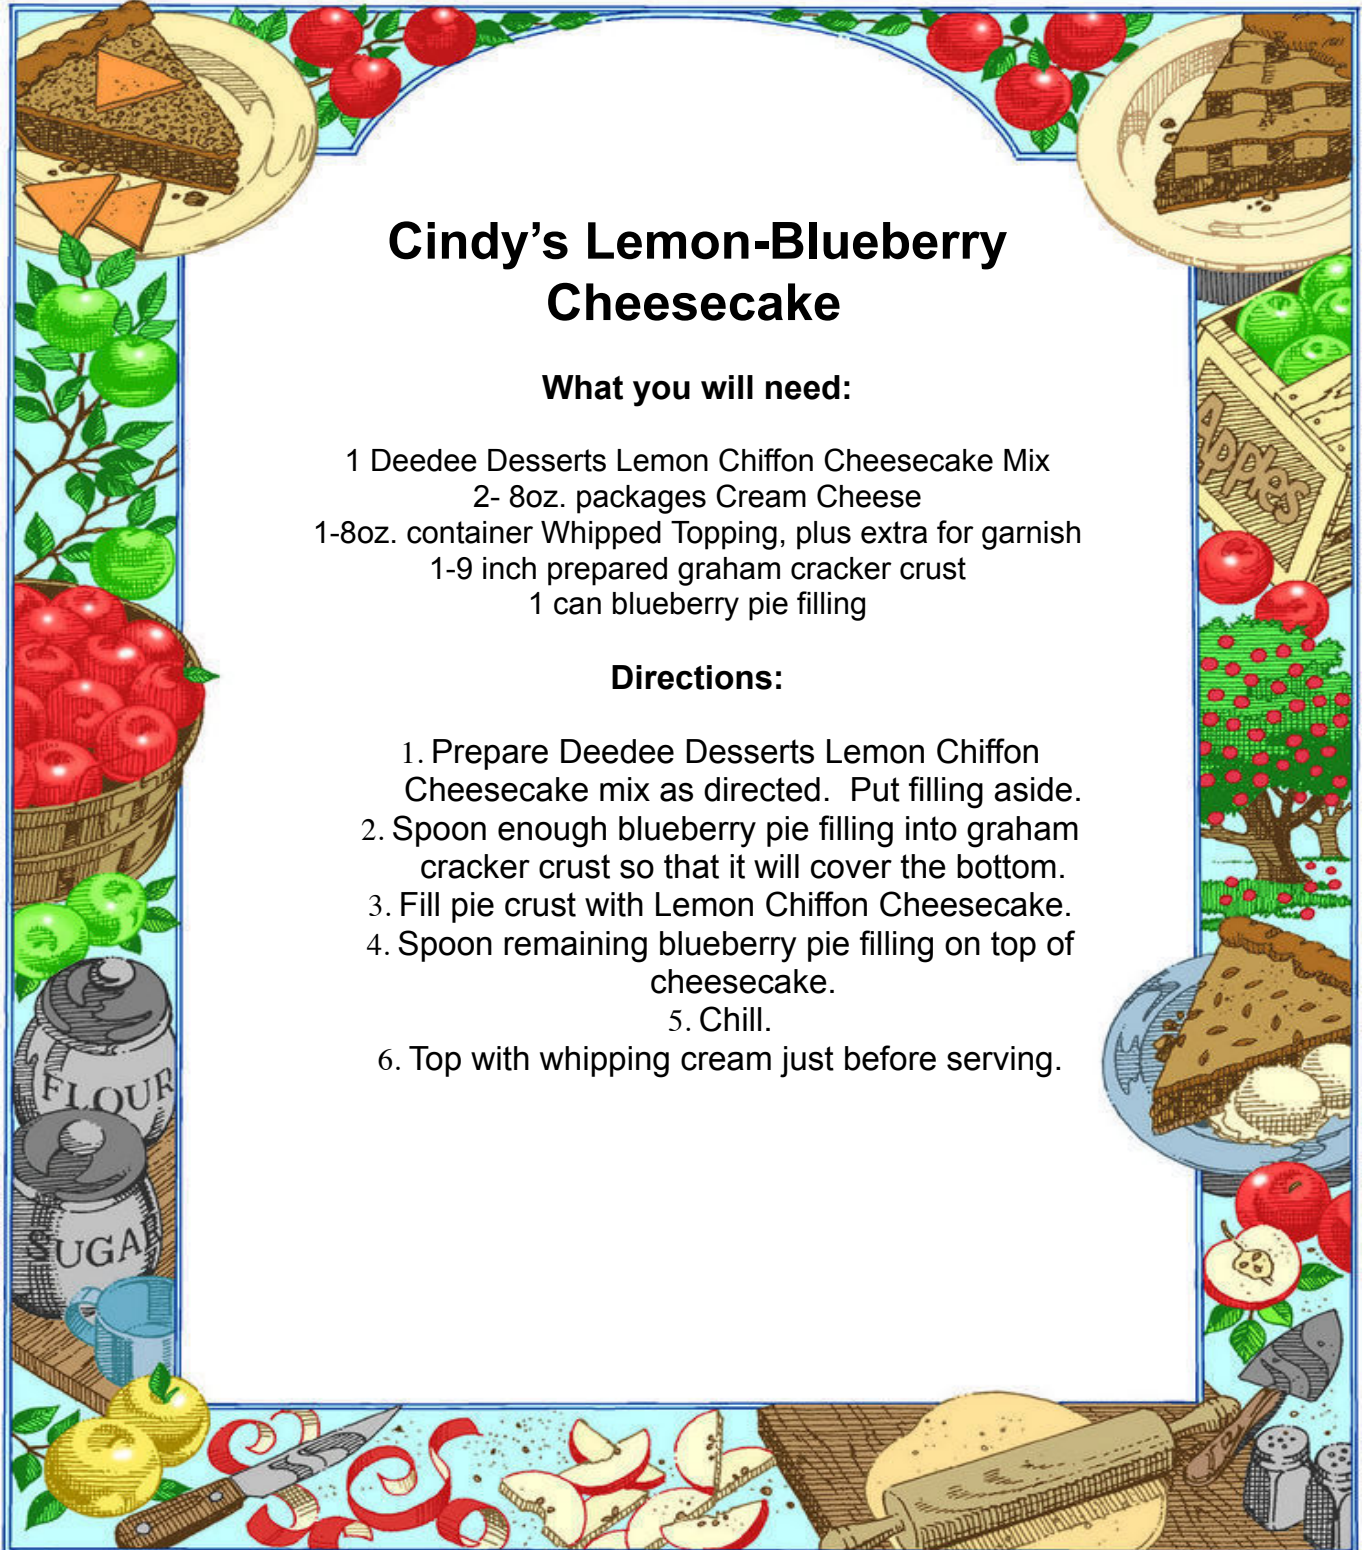 Cindy’s Lemon-Blueberry
Cheesecake
What you will need:
1 Deedee Desserts Lemon Chiffon Cheesecake Mix
2- 8oz. packages Cream Cheese
1-8oz. container Whipped Topping, plus extra for garnish
1-9 inch prepared graham cracker crust
1 can blueberry pie filling
Directions:
1. Prepare Deedee Desserts Lemon Chiffon
Cheesecake mix as directed.  Put filling aside.
2. Spoon enough blueberry pie filling into graham
cracker crust so that it will cover the bottom.
3. Fill pie crust with Lemon Chiffon Cheesecake.
4. Spoon remaining blueberry pie filling on top of
cheesecake.
5. Chill.
6. Top with whipping cream just before serving.
Apples
FLOUR
SUGAR